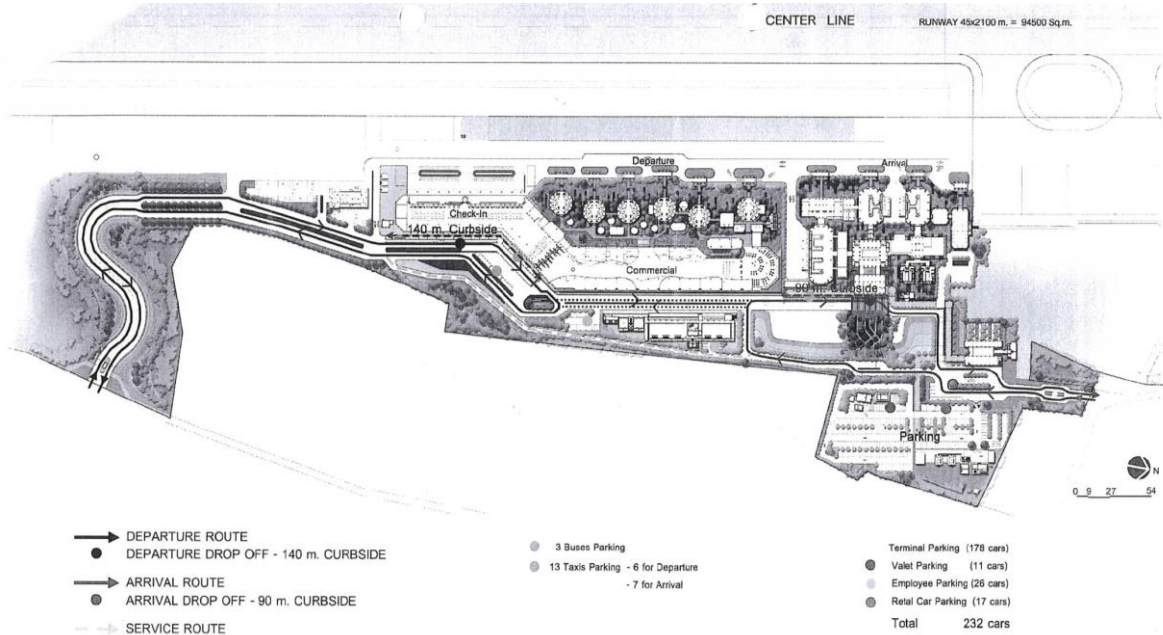 CENTER LINE
RUNWAY 45x2100 m. = 94500 Sq.m.
Departure
Arrival
Check-In
140 m. Curbside
Commercial
90 m. Curbside
Parking
N
0 9 27 54
DEPARTURE ROUTE
DEPARTURE DROP OFF - 140 m. CURBSIDE
ARRIVAL ROUTE
ARRIVAL DROP OFF - 90 m. CURBSIDE
SERVICE ROUTE
3 Buses Parking
13 Taxis Parking - 6 for Departure
- 7 for Arrival
Terminal Parking (178 cars)
Valet Parking (11 cars)
Employee Parking (26 cars)
Retal Car Parking (17 cars)
Total 232 cars